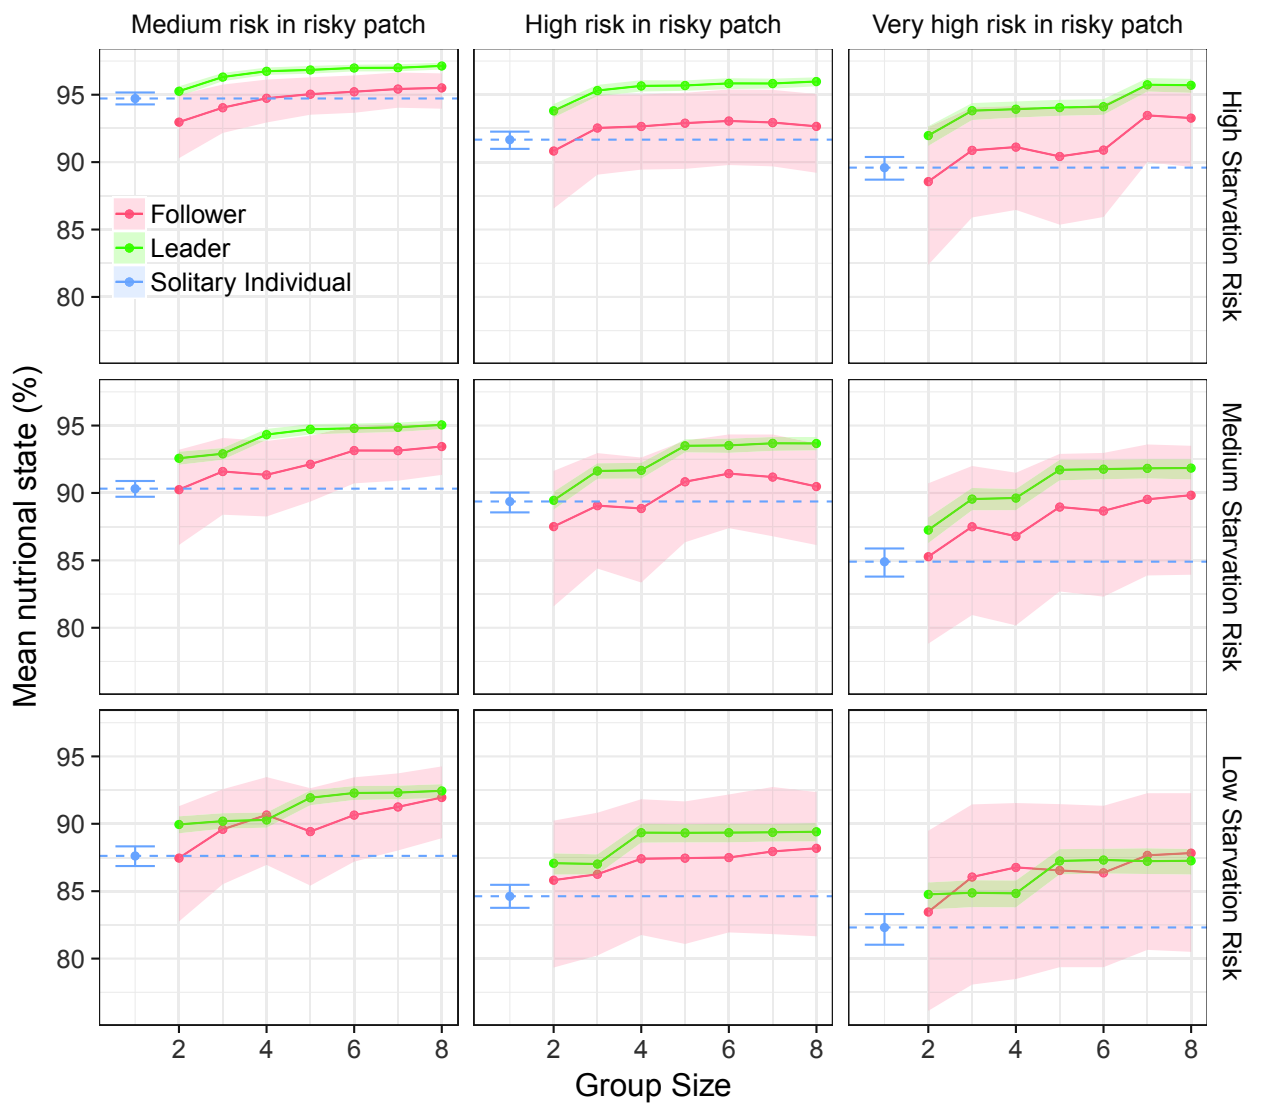 Medium risk in risky patch
High risk in risky patch
Very high risk in risky patch
95
90
85
80
Follower
Leader
Solitary Individual
High Starvation Risk
Mean nutrional state (%)
95
90
85
80
Medium Starvation Risk
95
90
85
80
Low Starvation Risk
2 4 6 8
2 4 6 8
2 4 6 8
Group Size